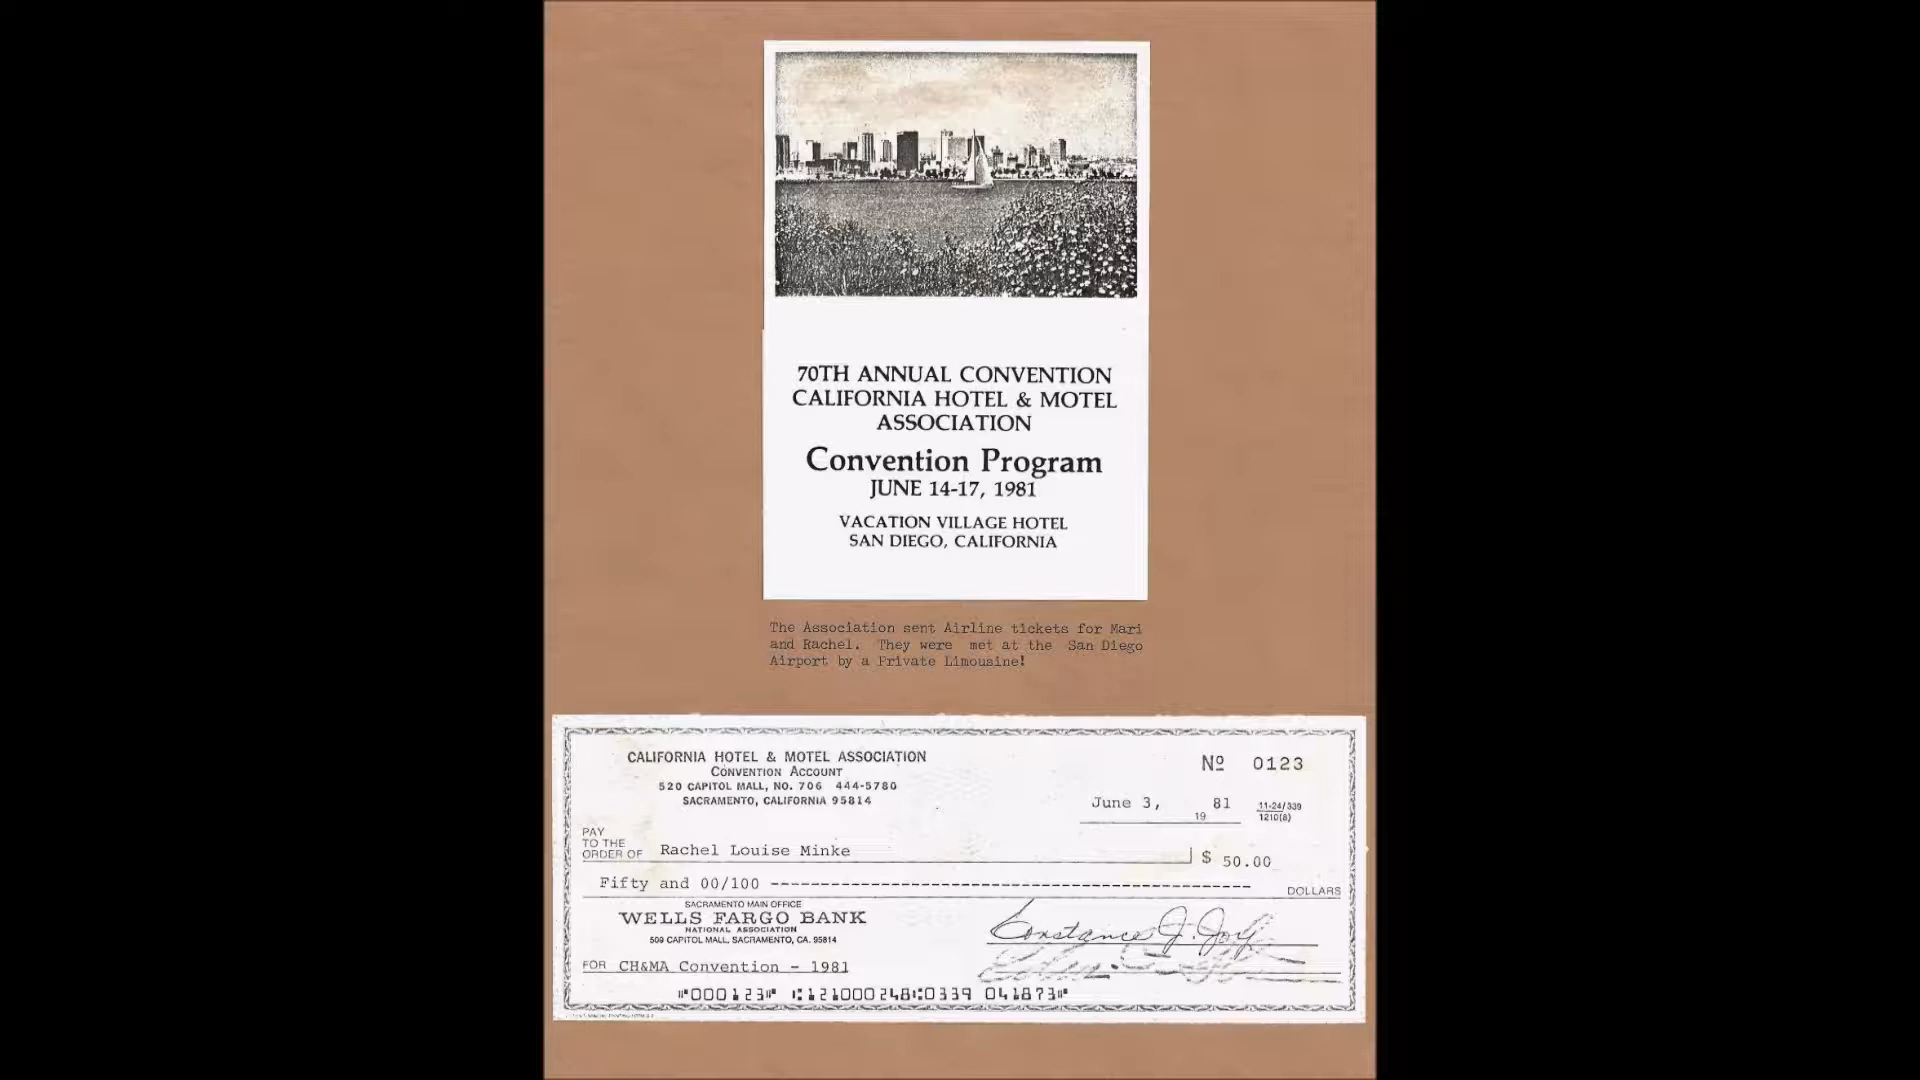 70TH ANNUAL CONVENTION
CALIFORNIA HOTEL & MOTEL
ASSOCIATION
Convention Program
JUNE 14-17, 1981
VACATION VILLAGE HOTEL
SAN DIEGO, CALIFORNIA
The Association sent Airline tickets for Mari
and Rachel. They were met at the San Diego
Airport by a Private Limousine!
CALIFORNIA HOTEL & MOTEL ASSOCIATION
CONVENTION ACCOUNT
520 CAPITOL MALL, NO. 706 444-5780
SACRAMENTO, CALIFORNIA 95814
Nº 0123
June 3, 19 81
11-24/339
1210(8)
PAY
TO THE
ORDER OF Rachel Louise Minke $ 50.00
Fifty and 00/100 ------------------------------------------------ DOLLARS
SACRAMENTO MAIN OFFICE
WELLS FARGO BANK
NATIONAL ASSOCIATION
509 CAPITOL MALL, SACRAMENTO, CA. 95814
Constance J.
FOR CH&MA Convention - 1981
⑈000123⑈ ⑆121000248⑆0339 041873⑈